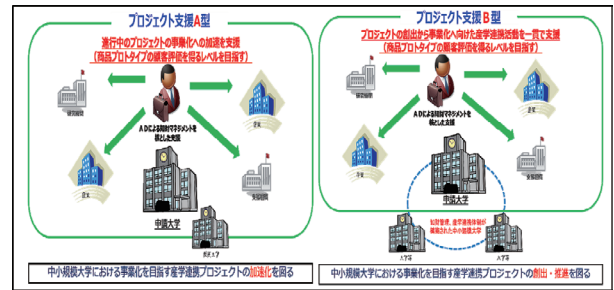 プロジェクト支援A型
進行中のプロジェクトの事業化への加速を支援
(商品プロトタイプの顧客評価を得るレベルを目指す)
ADによる知財マネジメントを
核とした支援
企業
申請大学
中小規模大学における事業化を目指す産学連携プロジェクトの加速化を図る
プロジェクト支援B型
プロジェクトの創出から事業化へ向けた産学連携活動を一貫で支援
(商品プロトタイプの顧客評価を得るレベルを目指す)
ADによる知財マネジメントを
核とした支援
企業
申請大学
大学等
大学等
中小規模大学における事業化を目指す産学連携プロジェクトの創出・推進を図る